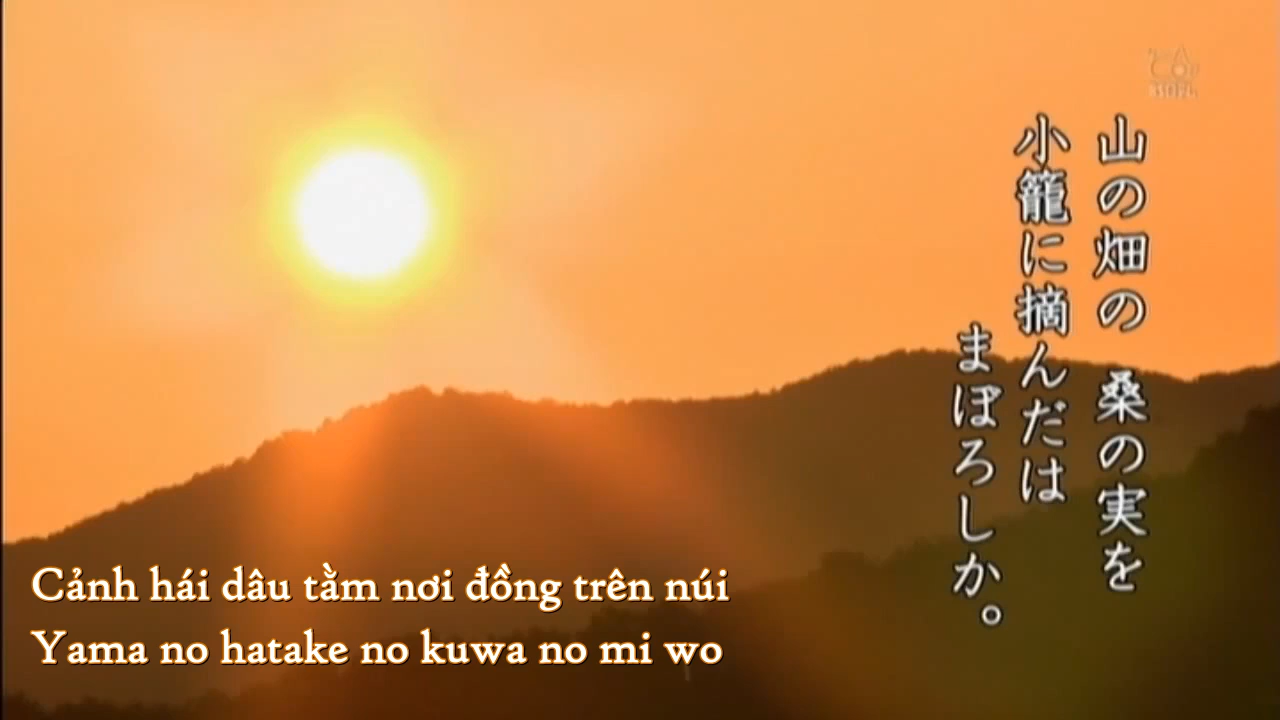 山の畑の 桑の実を
小籠に摘んだは
まぼろしか。
Cảnh hái dâu tằm nơi đồng trên núi
Yama no hatake no kuwa no mi wo